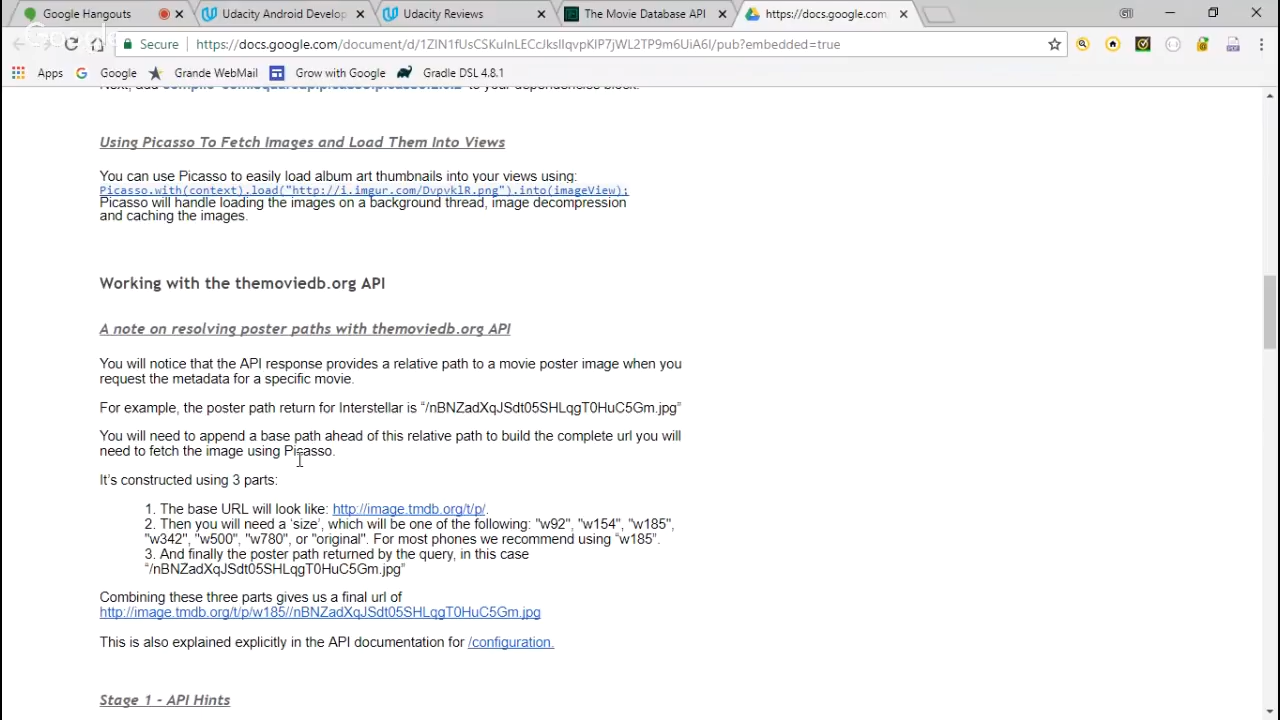 Google Hangouts
Udacity Android Develop
Udacity Reviews
The Movie Database API
https://docs.google.com
Secure
https://docs.google.com/document/d/1ZlN1fUsCSKuInLECcJksIlqvpKlP7jWL2TP9m6UiA6I/pub?embedded=true
Apps
Google
Grande WebMail
Grow with Google
Gradle DSL 4.8.1
to your dependencies block.
Using Picasso To Fetch Images and Load Them Into Views
You can use Picasso to easily load album art thumbnails into your views using:
Picasso.with(context).load("http://i.imgur.com/DvpvklR.png").into(imageView);
Picasso will handle loading the images on a background thread, image decompression
and caching the images.
Working with the themoviedb.org API
A note on resolving poster paths with themoviedb.org API
You will notice that the API response provides a relative path to a movie poster image when you
request the metadata for a specific movie.
For example, the poster path return for Interstellar is “/nBNZadXqJSdt05SHLqgT0HuC5Gm.jpg”
You will need to append a base path ahead of this relative path to build the complete url you will
need to fetch the image using Picasso.
It’s constructed using 3 parts:
1. The base URL will look like: http://image.tmdb.org/t/p/.
2. Then you will need a ‘size’, which will be one of the following: "w92", "w154", "w185",
"w342", "w500", "w780", or "original". For most phones we recommend using “w185”.
3. And finally the poster path returned by the query, in this case
“/nBNZadXqJSdt05SHLqgT0HuC5Gm.jpg”
Combining these three parts gives us a final url of
http://image.tmdb.org/t/p/w185//nBNZadXqJSdt05SHLqgT0HuC5Gm.jpg
This is also explained explicitly in the API documentation for /configuration.
Stage 1 - API Hints